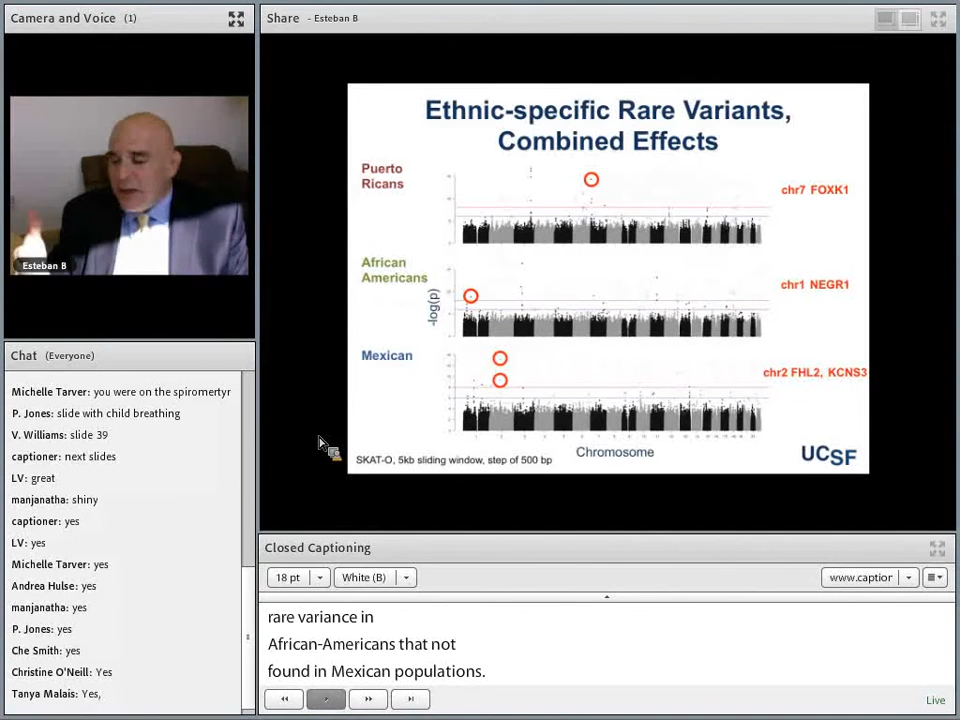 Camera and Voice (1)
Esteban B
Chat (Everyone)
Michelle Tarver: you were on the spiromertyr
P. Jones: slide with child breathing
V. Williams: slide 39
captioner: next slides
LV: great
manjanatha: shiny
captioner: yes
LV: yes
Michelle Tarver: yes
Andrea Hulse: yes
manjanatha: yes
P. Jones: yes
Che Smith: yes
Christine O'Neill: Yes
Tanya Malais: Yes,
Share - Esteban B
Ethnic-specific Rare Variants,
Combined Effects
Puerto
Ricans
chr7 FOXK1
African
Americans
chr1 NEGR1
-log(p)
Mexican
chr2 FHL2, KCNS3
Chromosome
SKAT-O, 5kb sliding window, step of 500 bp
UCSF
Closed Captioning
18 pt White (B) www.caption
rare variance in
African-Americans that not
found in Mexican populations.
Live